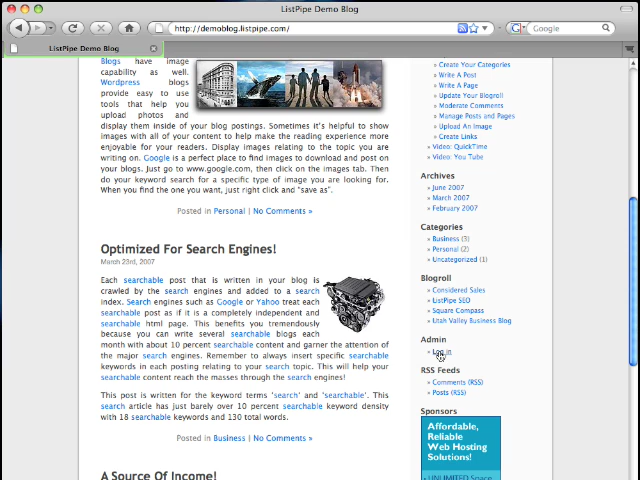 ListPipe Demo Blog
http://demoblog.listpipe.com/
Google
ListPipe Demo Blog
Blogs have image
capability as well.
Wordpress blogs
provide easy to use
tools that help you
upload photos and
display them inside of your blog postings. Sometimes it's helpful to show
images with all of your content to help make the reading experience more
enjoyable for your readers. Display images relating to the topic you are
writing on. Google is a perfect place to find images to download and post on
your blogs. Just go to www.google.com, then click on the images tab. Then
do your keyword search for a specific type of image you are looking for.
When you find the one you want, just right click and "save as".
Posted in Personal | No Comments »
Optimized For Search Engines!
March 23rd, 2007
Each searchable post that is written in your blog is
crawled by the search engines and added to a search
index. Search engines such as Google or Yahoo treat each
searchable post as if it is a completely independent and
searchable html page. This benefits you tremendously
because you can write several searchable blogs each
month with about 10 percent searchable content and garner the attention of
the major search engines. Remember to always insert specific searchable
keywords in each posting relating to your search topic. This will help your
searchable content reach the masses through the search engines!
This post is written for the keyword terms 'search' and 'searchable'. This
search article has just barely over 10 percent searchable keyword density
with 18 searchable keywords and 130 total words.
Posted in Business | No Comments »
A Source Of Income!
» Create Your Categories
» Write A Post
» Write A Page
» Update Your Blogroll
» Moderate Comments
» Manage Posts and Pages
» Upload An Image
» Create Links
» Video: QuickTime
» Video: You Tube
Archives
» June 2007
» March 2007
» February 2007
Categories
» Business (3)
» Personal (2)
» Uncategorized (1)
Blogroll
» Considered Sales
» ListPipe SEO
» Square Compass
» Utah Valley Business Blog
Admin
» Log in
RSS Feeds
» Comments (RSS)
» Posts (RSS)
Sponsors
Affordable,
Reliable
Web Hosting
Solutions!
UNLIMITED Space